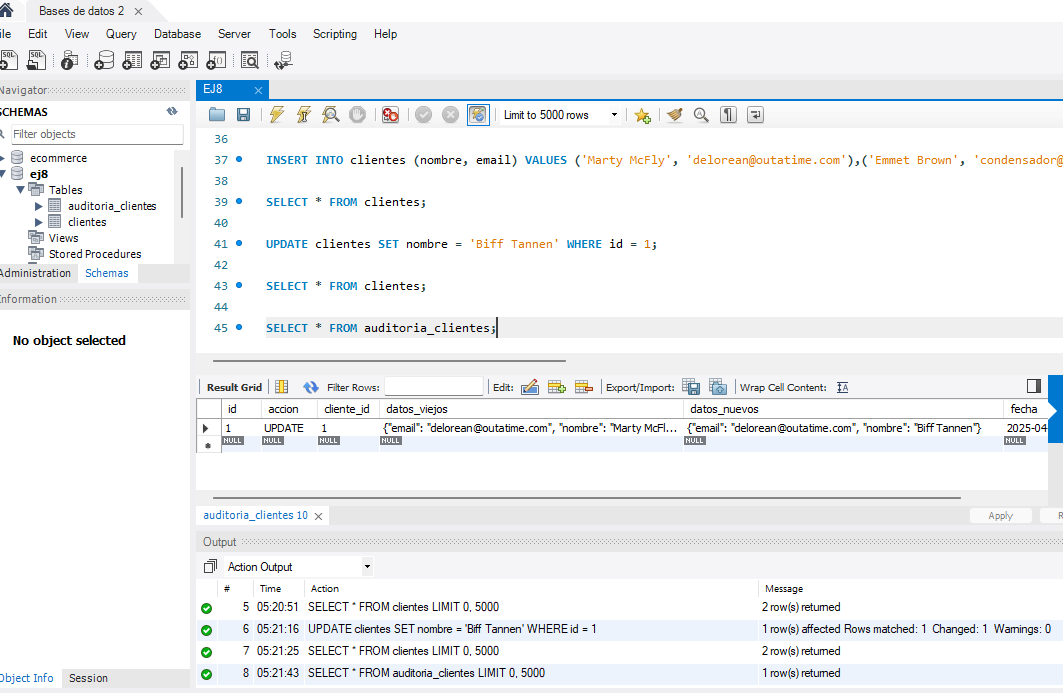 Bases de datos 2
ile Edit View Query Database Server Tools Scripting Help
Navigator
EJ8
SCHEMAS
Limit to 5000 rows
Filter objects
ecommerce
ej8
Tables
auditoria_clientes
clientes
Views
Stored Procedures
Administration Schemas
Information
No object selected
Object Info Session
36
37 INSERT INTO clientes (nombre, email) VALUES ('Marty McFly', 'delorean@outatime.com'),('Emmet Brown', 'condensador@
38
39 SELECT * FROM clientes;
40
41 UPDATE clientes SET nombre = 'Biff Tannen' WHERE id = 1;
42
43 SELECT * FROM clientes;
44
45 SELECT * FROM auditoria_clientes;
Result Grid Filter Rows: Edit: Export/Import: Wrap Cell Content:
id accion cliente_id datos_viejos datos_nuevos fecha
1 UPDATE 1 {"email": "delorean@outatime.com", "nombre": "Marty McFl... {"email": "delorean@outatime.com", "nombre": "Biff Tannen"} 2025-04
NULL NULL NULL NULL NULL NULL
auditoria_clientes 10 Apply R
Output
Action Output
# Time Action Message
5 05:20:51 SELECT * FROM clientes LIMIT 0, 5000 2 row(s) returned
6 05:21:16 UPDATE clientes SET nombre = 'Biff Tannen' WHERE id = 1 1 row(s) affected Rows matched: 1 Changed: 1 Warnings: 0
7 05:21:25 SELECT * FROM clientes LIMIT 0, 5000 2 row(s) returned
8 05:21:43 SELECT * FROM auditoria_clientes LIMIT 0, 5000 1 row(s) returned